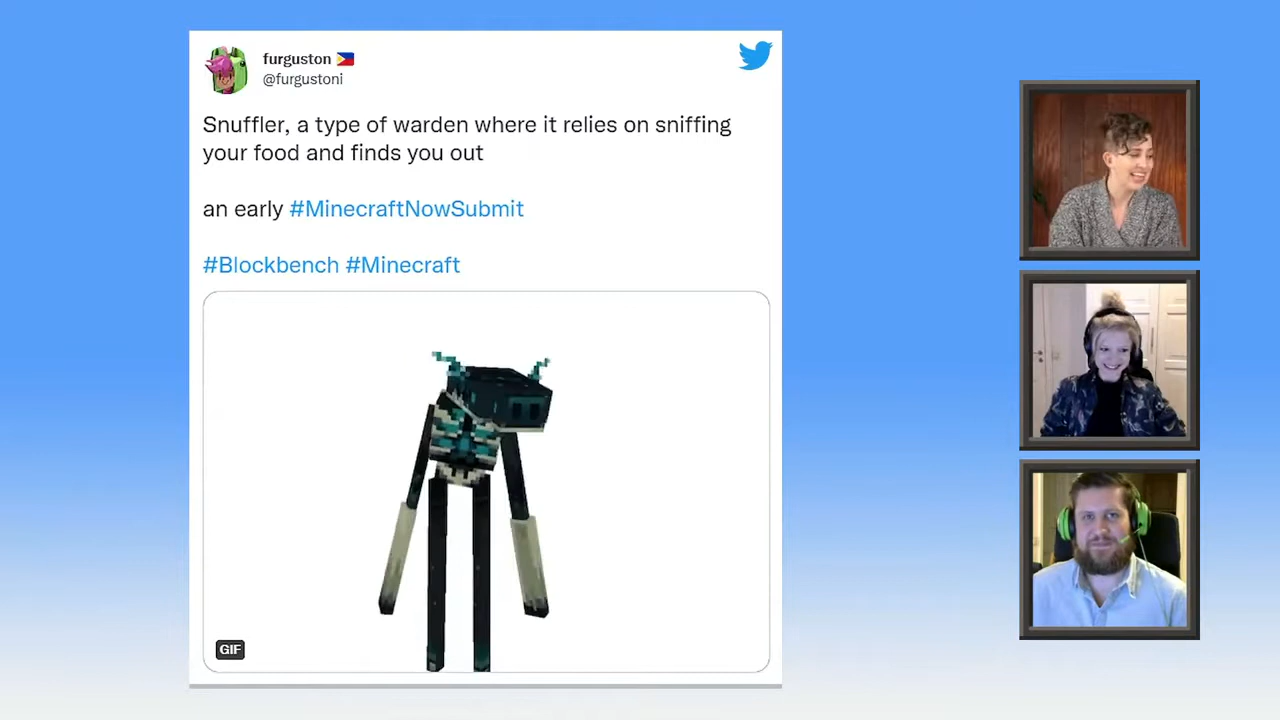 furguston
@furgustoni
Snuffler, a type of warden where it relies on sniffing
your food and finds you out
an early #MinecraftNowSubmit
#Blockbench #Minecraft
GIF